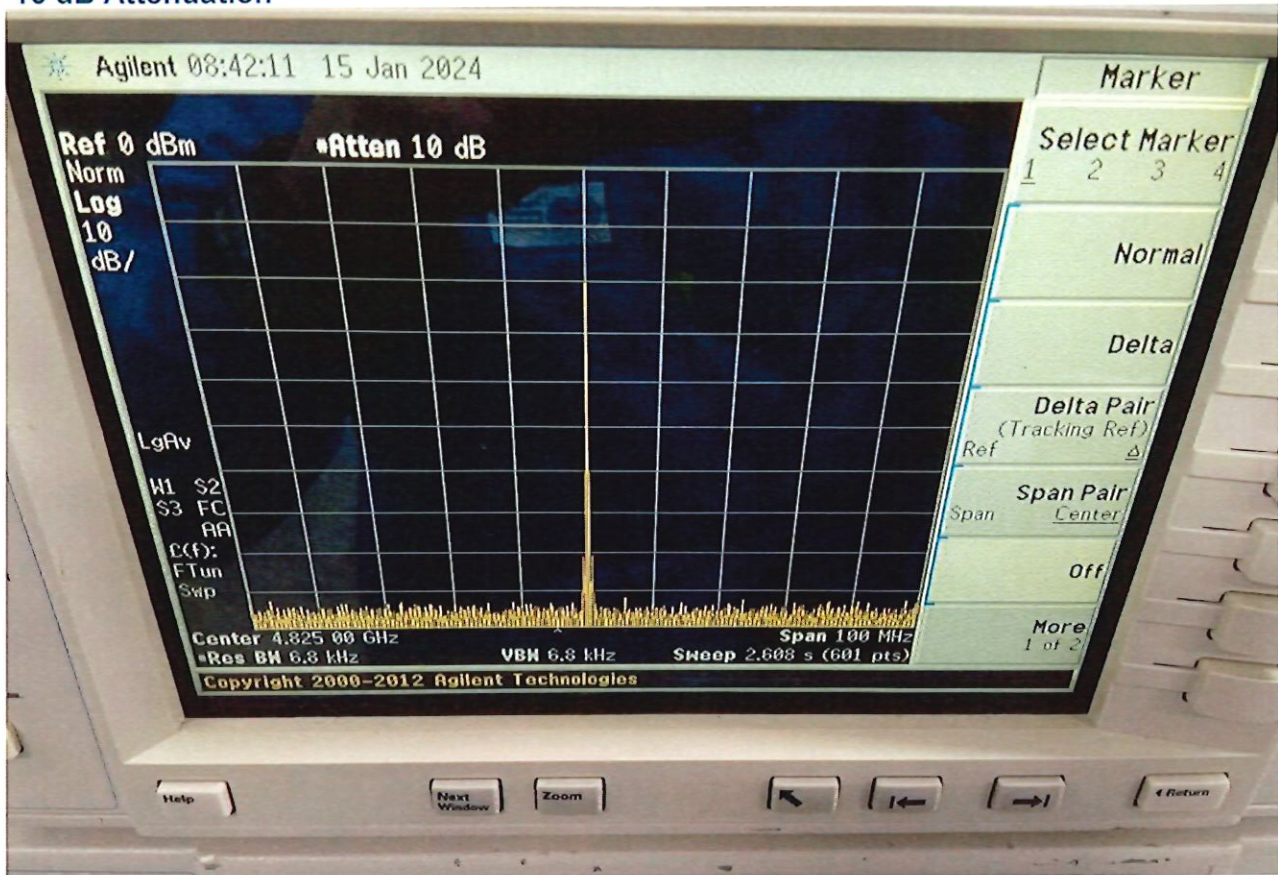 10 dB Attenuation
Agilent 08:42:11 15 Jan 2024
Marker
Ref 0 dBm *Atten 10 dB
Norm
Log
10
dB/
LgAv
W1 S2
S3 FC
AA
£(f):
FTun
Swp
Center 4.825 00 GHz Span 100 MHz
*Res BW 6.8 kHz VBW 6.8 kHz Sweep 2.608 s (601 pts)
Copyright 2000-2012 Agilent Technologies
Select Marker
1 2 3 4
Normal
Delta
Delta Pair
(Tracking Ref)
Ref Δ
Span Pair
Span Center
Off
More
1 of 2
Help
Next
Window
Zoom
Return